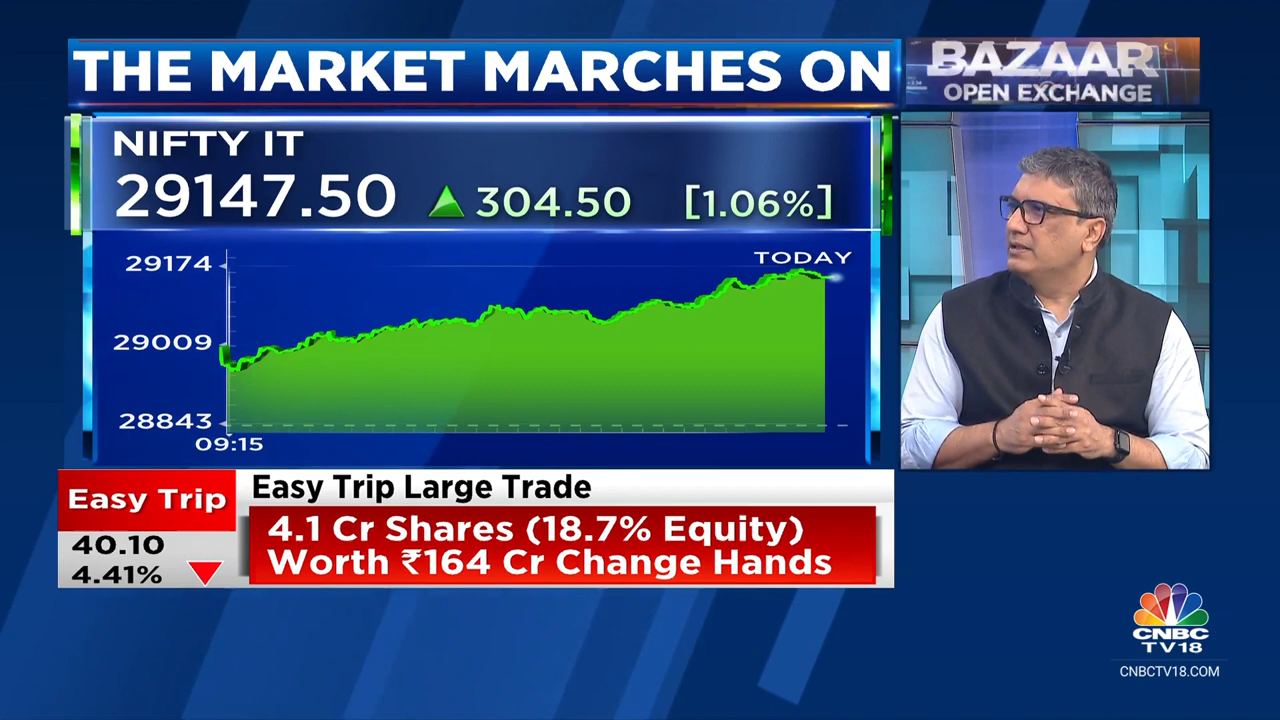 THE MARKET MARCHES ON
BAZAAR
OPEN EXCHANGE
NIFTY IT
29147.50 ▲ 304.50 [1.06%]
TODAY
29174
29009
28843
09:15
Easy Trip
40.10
4.41% ▼
Easy Trip Large Trade
4.1 Cr Shares (18.7% Equity)
Worth ₹164 Cr Change Hands
CNBC
TV18
CNBCTV18.COM